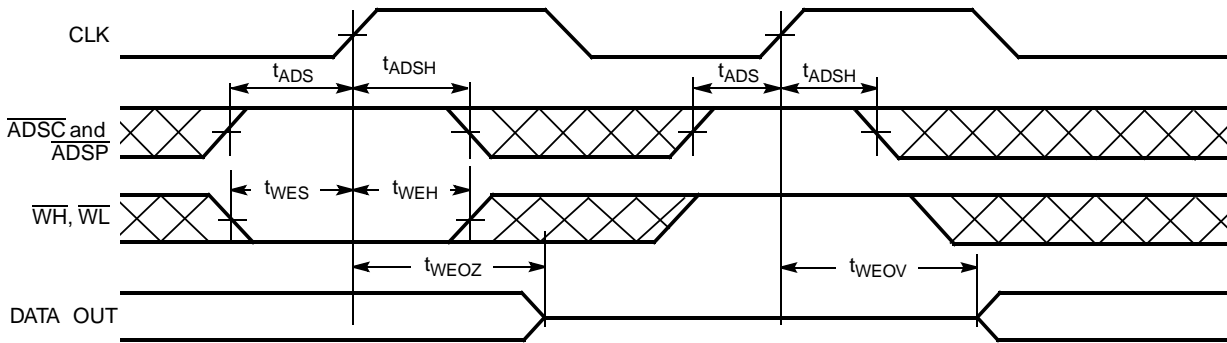 CLK
tADS
tADSH
tADS
tADSH
ADSC and
ADSP
tWES
tWEH
WH, WL
tWEOZ
tWEOV
DATA OUT